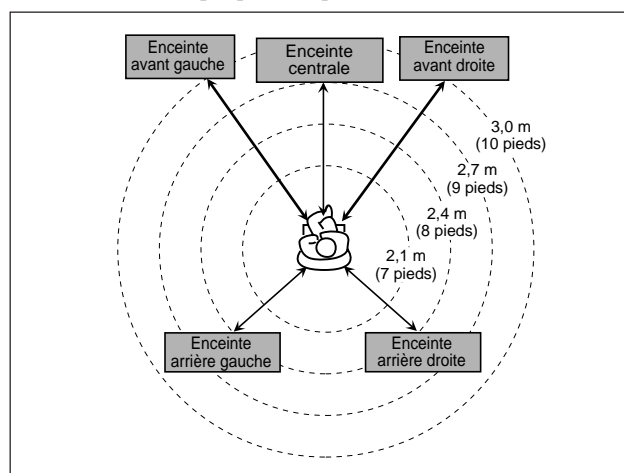 Enceinte
avant gauche
Enceinte
centrale
Enceinte
avant droite
3,0 m
(10 pieds)
2,7 m
(9 pieds)
2,4 m
(8 pieds)
2,1 m
(7 pieds)
Enceinte
arrière gauche
Enceinte
arrière droite